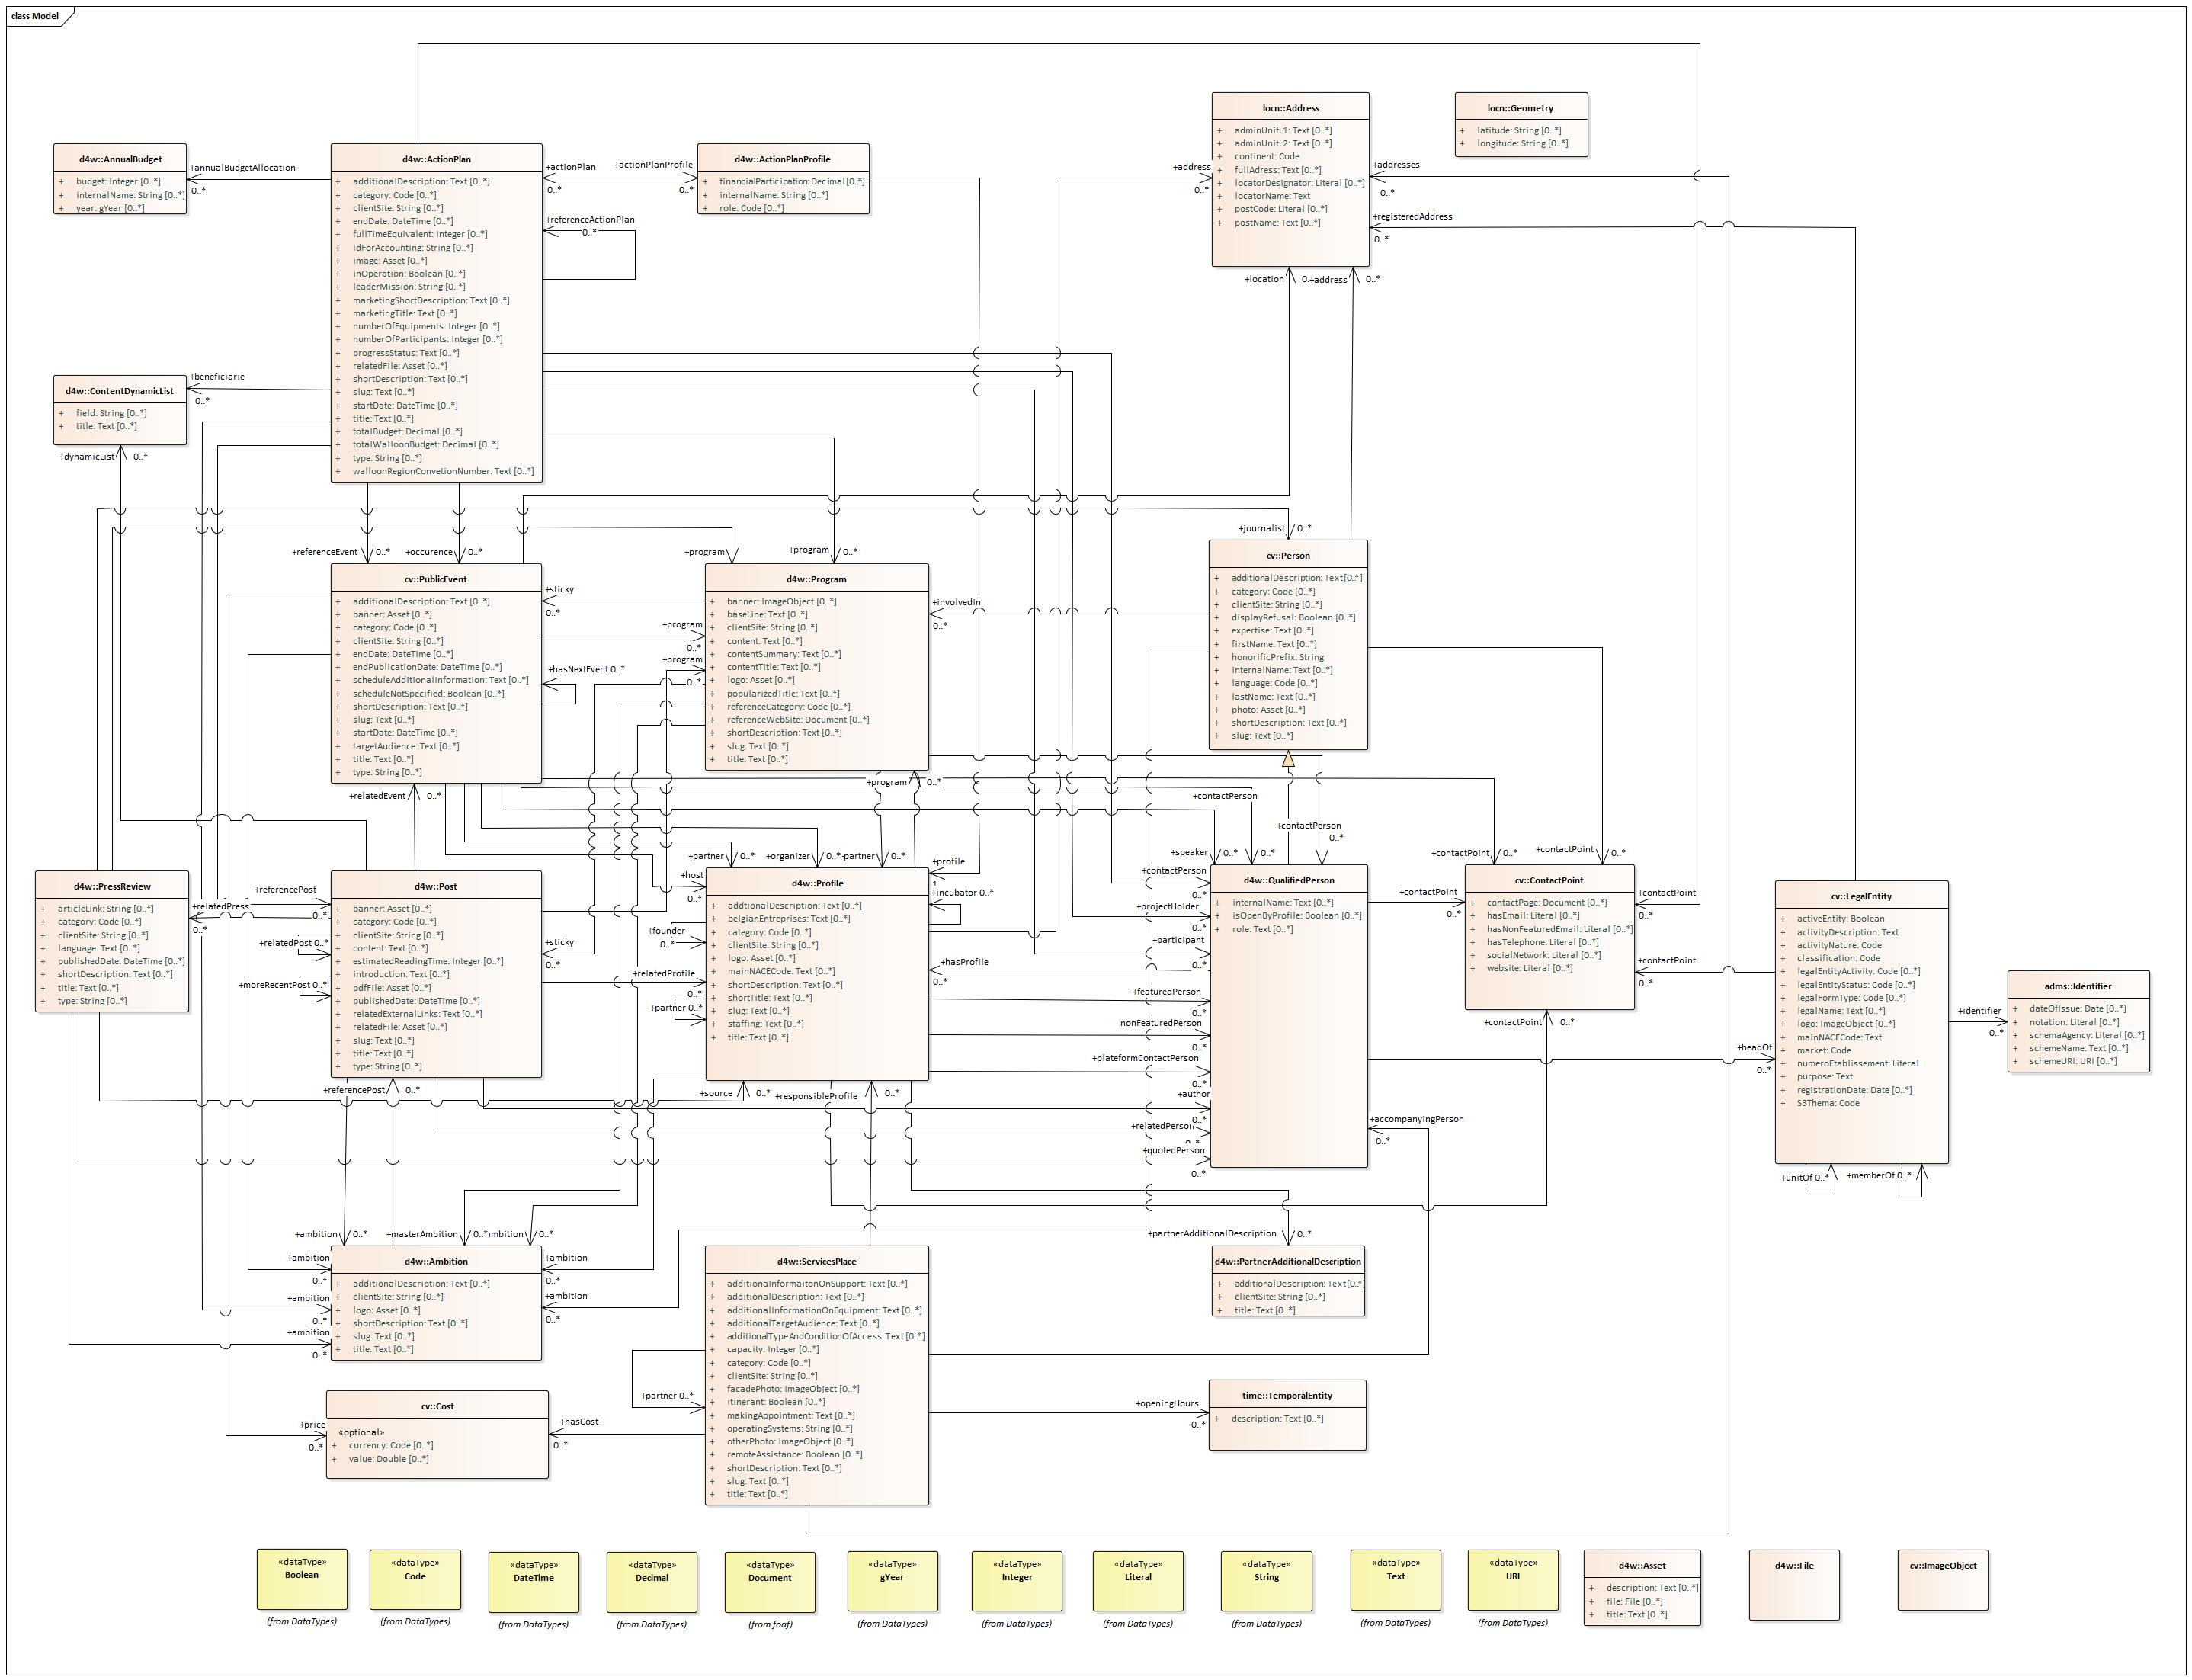 class Model
d4w::AnnualBudget
+ budget: Integer [0..*]
+ internalName: String [0..*]
+ year: gYear [0..*]
+annualBudgetAllocation
0..*
d4w::ActionPlan
+ additionalDescription: Text [0..*]
+ category: Code [0..*]
+ clientSite: String [0..*]
+ endDate: DateTime [0..*]
+ fullTimeEquivalent: Integer [0..*]
+ idForAccounting: String [0..*]
+ image: Asset [0..*]
+ inOperation: Boolean [0..*]
+ leaderMission: String [0..*]
+ marketingShortDescription: Text [0..*]
+ marketingTitle: Text [0..*]
+ numberOfEquipments: Integer [0..*]
+ numberOfParticipants: Integer [0..*]
+ progressStatus: Text [0..*]
+ relatedFile: Asset [0..*]
+ shortDescription: Text [0..*]
+ slug: Text [0..*]
+ startDate: DateTime [0..*]
+ title: Text [0..*]
+ totalBudget: Decimal [0..*]
+ totalWalloonBudget: Decimal [0..*]
+ type: String [0..*]
+ walloonRegionConvetionNumber: Text [0..*]
+actionPlan
0..*
+actionPlanProfile
0..*
+referenceActionPlan
0..*
d4w::ActionPlanProfile
+ financialParticipation: Decimal [0..*]
+ internalName: String [0..*]
+ role: Code [0..*]
locn::Address
+ adminUnitL1: Text [0..*]
+ adminUnitL2: Text [0..*]
+ continent: Code
+ fullAdress: Text [0..*]
+ locatorDesignator: Literal [0..*]
+ locatorName: Text
+ postCode: Literal [0..*]
+ postName: Text [0..*]
+address
0..*
+addresses
0..*
+registeredAddress
0..*
+location 0..
+address 0..*
locn::Geometry
+ latitude: String [0..*]
+ longitude: String [0..*]
d4w::ContentDynamicList
+ field: String [0..*]
+ title: Text [0..*]
+beneficiarie
0..*
+dynamicList 0..*
+referenceEvent 0..*
+occurence 0..*
+program
+program 0..*
+journalist 0..*
cv::PublicEvent
+ additionalDescription: Text [0..*]
+ banner: Asset [0..*]
+ category: Code [0..*]
+ clientSite: String [0..*]
+ endDate: DateTime [0..*]
+ endPublicationDate: DateTime [0..*]
+ scheduleAdditionalInformation: Text [0..*]
+ scheduleNotSpecified: Boolean [0..*]
+ shortDescription: Text [0..*]
+ slug: Text [0..*]
+ startDate: DateTime [0..*]
+ targetAudience: Text [0..*]
+ title: Text [0..*]
+ type: String [0..*]
+sticky
0..*
+program
0..*
+hasNextEvent 0..*
+program
0..*
d4w::Program
+ banner: ImageObject [0..*]
+ baseLine: Text [0..*]
+ clientSite: String [0..*]
+ content: Text [0..*]
+ contentSummary: Text [0..*]
+ contentTitle: Text [0..*]
+ logo: Asset [0..*]
+ popularizedTitle: Text [0..*]
+ referenceCategory: Code [0..*]
+ referenceWebSite: Document [0..*]
+ shortDescription: Text [0..*]
+ slug: Text [0..*]
+ title: Text [0..*]
+involvedIn
0..*
+program 0..*
cv::Person
+ additionalDescription: Text [0..*]
+ category: Code [0..*]
+ clientSite: String [0..*]
+ displayRefusal: Boolean [0..*]
+ expertise: Text [0..*]
+ firstName: Text [0..*]
+ honorificPrefix: String
+ internalName: Text [0..*]
+ language: Code [0..*]
+ lastName: Text [0..*]
+ photo: Asset [0..*]
+ shortDescription: Text [0..*]
+ slug: Text [0..*]
+relatedEvent 0..*
+contactPerson
+contactPerson
0..*
+partner 0..*
+organizer 0..*
-partner 0..*
+speaker 0..*
0..*
+contactPoint 0..*
+contactPoint 0..*
d4w::PressReview
+ articleLink: String [0..*]
+ category: Code [0..*]
+ clientSite: String [0..*]
+ language: Text [0..*]
+ publishedDate: DateTime [0..*]
+ shortDescription: Text [0..*]
+ title: Text [0..*]
+ type: String [0..*]
+referencePost
0..*
+relatedPress
0..*
+relatedPost 0..*
+moreRecentPost 0..*
d4w::Post
+ banner: Asset [0..*]
+ category: Code [0..*]
+ clientSite: String [0..*]
+ content: Text [0..*]
+ estimatedReadingTime: Integer [0..*]
+ introduction: Text [0..*]
+ pdfFile: Asset [0..*]
+ publishedDate: DateTime [0..*]
+ relatedExternalLinks: Text [0..*]
+ relatedFile: Asset [0..*]
+ slug: Text [0..*]
+ title: Text [0..*]
+ type: String [0..*]
+sticky
0..*
+host
0..*
+founder
0..*
+relatedProfile
0..*
+partner 0..*
d4w::Profile
+ addtionalDescription: Text [0..*]
+ belgianEntreprises: Text [0..*]
+ category: Code [0..*]
+ clientSite: String [0..*]
+ logo: Asset [0..*]
+ mainNACECode: Text [0..*]
+ shortDescription: Text [0..*]
+ shortTitle: Text [0..*]
+ slug: Text [0..*]
+ staffing: Text [0..*]
+ title: Text [0..*]
+profile
1
+incubator 0..*
+hasProfile
0..*
+contactPerson
0..*
+projectHolder
0..*
+participant
0..*
+featuredPerson
0..*
nonFeaturedPerson
0..*
+plateformContactPerson
0..*
+author
0..*
+relatedPerson
0..*
+quotedPerson
0..*
d4w::QualifiedPerson
+ internalName: Text [0..*]
+ isOpenByProfile: Boolean [0..*]
+ role: Text [0..*]
+contactPoint
0..*
+accompanyingPerson
0..*
cv::ContactPoint
+ contactPage: Document [0..*]
+ hasEmail: Literal [0..*]
+ hasNonFeaturedEmail: Literal [0..*]
+ hasTelephone: Literal [0..*]
+ socialNetwork: Literal [0..*]
+ website: Literal [0..*]
+contactPoint
0..*
+contactPoint
0..*
+contactPoint 0..*
+headOf
0..*
cv::LegalEntity
+ activeEntity: Boolean
+ activityDescription: Text
+ activityNature: Code
+ classification: Code
+ legalEntityActivity: Code [0..*]
+ legalEntityStatus: Code [0..*]
+ legalFormType: Code [0..*]
+ legalName: Text [0..*]
+ logo: ImageObject [0..*]
+ mainNACECode: Text
+ market: Code
+ numeroEtablissement: Literal
+ purpose: Text
+ registrationDate: Date [0..*]
+ S3Thema: Code
+unitOf 0..*
+memberOf 0..*
+identifier
0..*
adms::Identifier
+ dateOfIssue: Date [0..*]
+ notation: Literal [0..*]
+ schemaAgency: Literal [0..*]
+ schemeName: Text [0..*]
+ schemeURI: URI [0..*]
+referencePost 0..*
+source 0..*
+responsibleProfile 0..*
+ambition 0..*
+masterAmbition 0..*
mbition 0..*
+ambition
0..*
+ambition
0..*
+ambition
0..*
+ambition
0..*
+ambition
0..*
d4w::Ambition
+ additionalDescription: Text [0..*]
+ clientSite: String [0..*]
+ logo: Asset [0..*]
+ shortDescription: Text [0..*]
+ slug: Text [0..*]
+ title: Text [0..*]
d4w::ServicesPlace
+ additionaInformaitonOnSupport: Text [0..*]
+ additionalDescription: Text [0..*]
+ additionalInformationOnEquipment: Text [0..*]
+ additionalTargetAudience: Text [0..*]
+ additionalTypeAndConditionOfAccess: Text [0..*]
+ capacity: Integer [0..*]
+ category: Code [0..*]
+ clientSite: String [0..*]
+ facadePhoto: ImageObject [0..*]
+ itinerant: Boolean [0..*]
+ makingAppointment: Text [0..*]
+ operatingSystems: String [0..*]
+ otherPhoto: ImageObject [0..*]
+ remoteAssistance: Boolean [0..*]
+ shortDescription: Text [0..*]
+ slug: Text [0..*]
+ title: Text [0..*]
+partner 0..*
+hasCost
0..*
+partnerAdditionalDescription 0..*
d4w::PartnerAdditionalDescription
+ additionalDescription: Text [0..*]
+ clientSite: String [0..*]
+ title: Text [0..*]
+openingHours
0..*
time::TemporalEntity
+ description: Text [0..*]
+price
0..*
cv::Cost
«optional»
+ currency: Code [0..*]
+ value: Double [0..*]
«dataType»
Boolean
(from DataTypes)
«dataType»
Code
(from DataTypes)
«dataType»
DateTime
(from DataTypes)
«dataType»
Decimal
(from DataTypes)
«dataType»
Document
(from foaf)
«dataType»
gYear
(from DataTypes)
«dataType»
Integer
(from DataTypes)
«dataType»
Literal
(from DataTypes)
«dataType»
String
(from DataTypes)
«dataType»
Text
(from DataTypes)
«dataType»
URI
(from DataTypes)
d4w::Asset
+ description: Text [0..*]
+ file: File [0..*]
+ title: Text [0..*]
d4w::File
cv::ImageObject